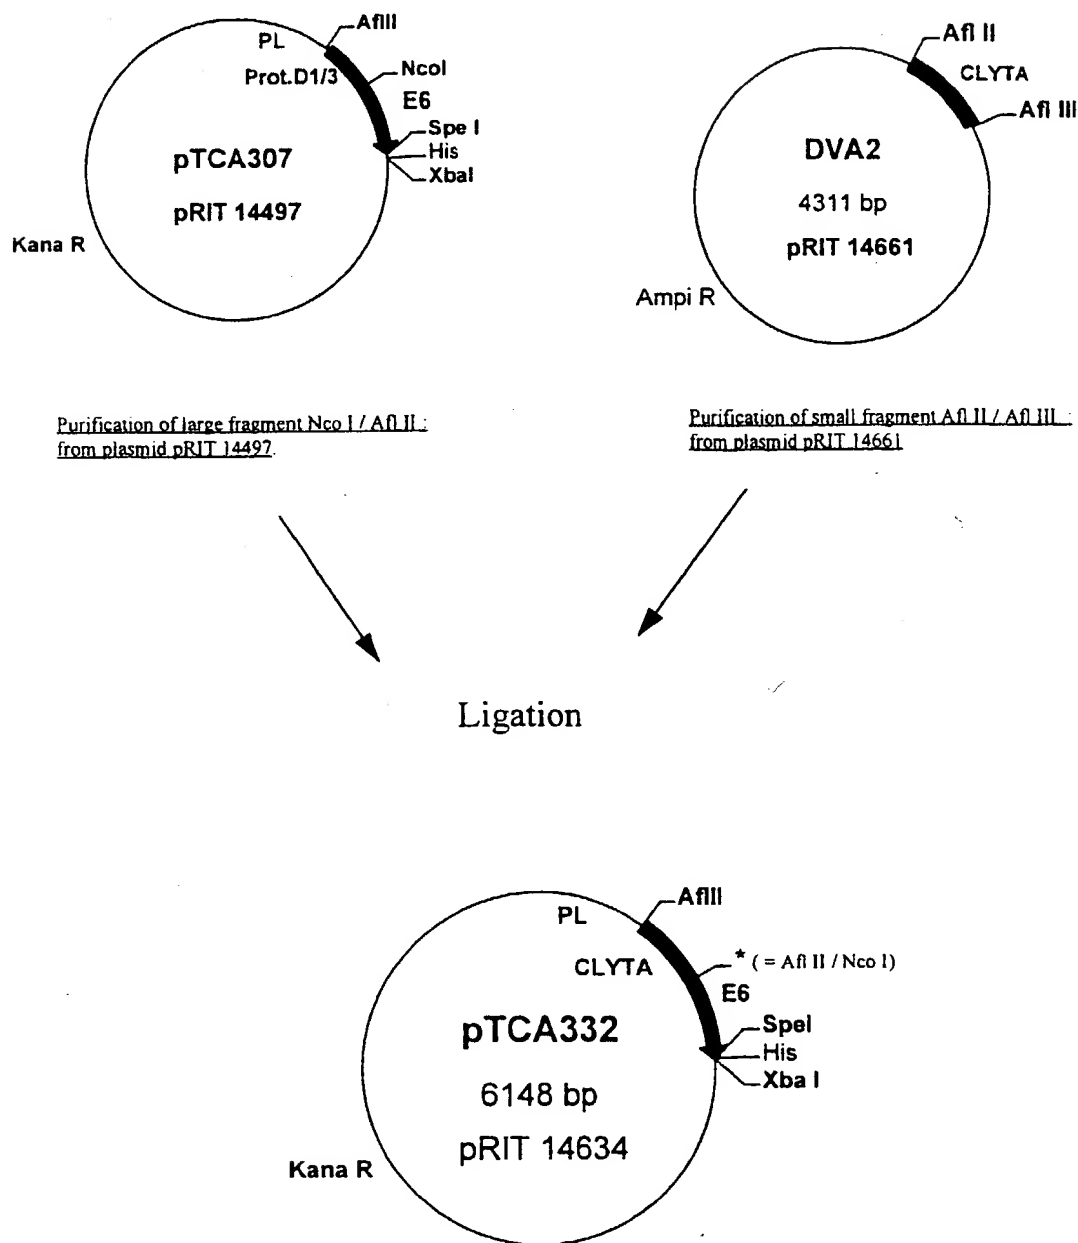 AflII
PL
Prot.D1/3
NcoI
E6
Spe I
His
XbaI
pTCA307
pRIT 14497
Kana R
Afl II
CLYTA
Afl III
DVA2
4311 bp
pRIT 14661
Ampi R
Purification of large fragment Nco I / Afl II :
from plasmid pRIT 14497.
Purification of small fragment Afl II / Afl III :
from plasmid pRIT 14661
Ligation
AflII
PL
CLYTA
* ( = Afl II / Nco I)
E6
SpeI
His
Xba I
pTCA332
6148 bp
pRIT 14634
Kana R